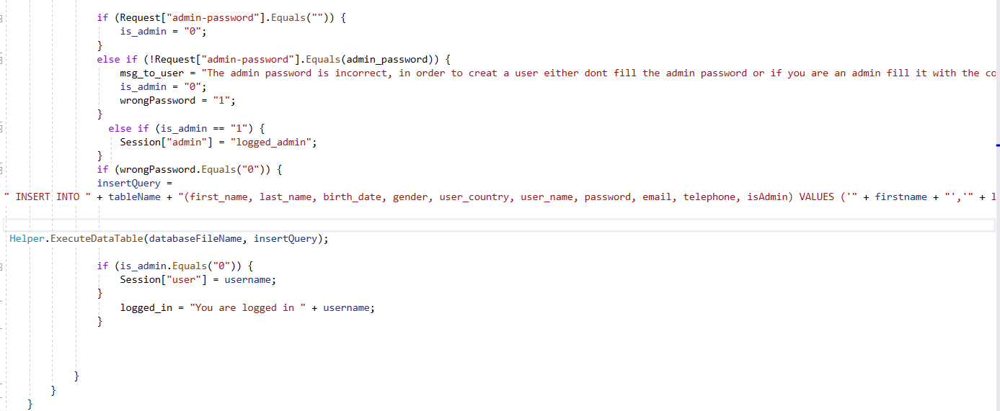 if (Request["admin-password"].Equals("")) {
is_admin = "0";
}
else if (!Request["admin-password"].Equals(admin_password)) {
msg_to_user = "The admin password is incorrect, in order to creat a user either dont fill the admin password or if you are an admin fill it with the co
is_admin = "0";
wrongPassword = "1";
}
else if (is_admin == "1") {
Session["admin"] = "logged_admin";
}
if (wrongPassword.Equals("0")) {
insertQuery =
" INSERT INTO " + tableName + "(first_name, last_name, birth_date, gender, user_country, user_name, password, email, telephone, isAdmin) VALUES ('" + firstname + "','" + l
Helper.ExecuteDataTable(databaseFileName, insertQuery);
if (is_admin.Equals("0")) {
Session["user"] = username;
}
logged_in = "You are logged in " + username;
}
}
}
}